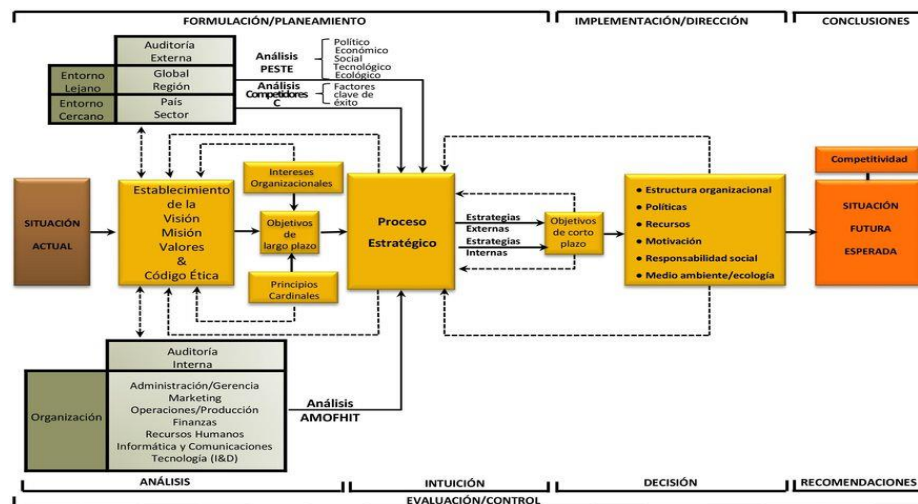 FORMULACIÓN/PLANEAMIENTO
IMPLEMENTACIÓN/DIRECCIÓN
CONCLUSIONES
Auditoría
Externa
Entorno
Lejano
Global
Región
Entorno
Cercano
País
Sector
Análisis
PESTE
Político
Económico
Social
Tecnológico
Ecológico
Análisis
Competidores
C
Factores
clave de
éxito
SITUACIÓN
ACTUAL
Establecimiento
de la
Visión
Misión
Valores
&
Código Ética
Intereses
Organizacionales
Objetivos
de
largo plazo
Principios
Cardinales
Proceso
Estratégico
Estrategias
Externas
Estrategias
Internas
Objetivos
de corto
plazo
• Estructura organizacional
• Políticas
• Recursos
• Motivación
• Responsabilidad social
• Medio ambiente/ecología
Competitividad
SITUACIÓN
FUTURA
ESPERADA
Auditoría
Interna
Organización
Administración/Gerencia
Marketing
Operaciones/Producción
Finanzas
Recursos Humanos
Informática y Comunicaciones
Tecnología (I&D)
Análisis
AMOFHIT
ANÁLISIS
INTUICIÓN
DECISIÓN
RECOMENDACIONES
EVALUACIÓN/CONTROL